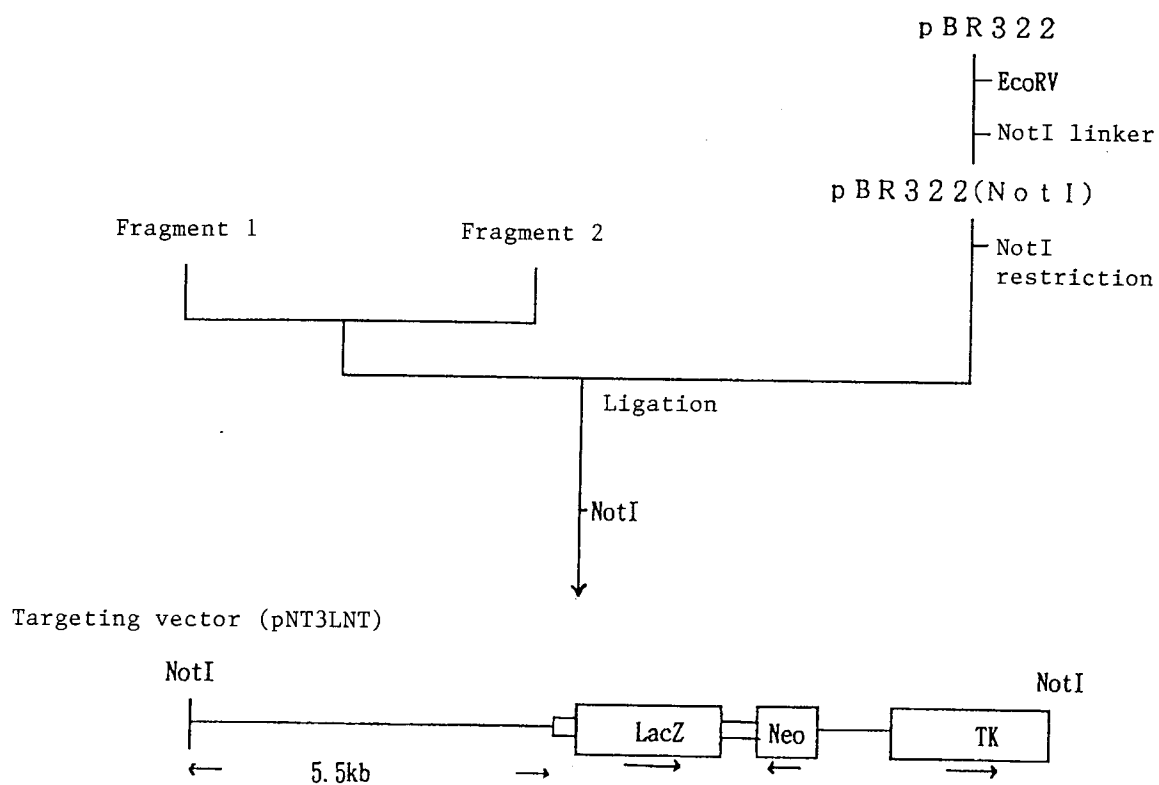 pBR322
EcoRV
NotI linker
pBR322(NotI)
Fragment 1
Fragment 2
NotI
restriction
Ligation
NotI
Targeting vector (pNT3LNT)
NotI
NotI
LacZ
Neo
TK
5.5kb